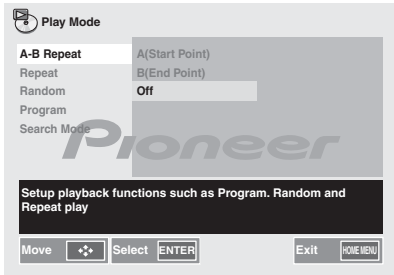 Play Mode
A-B Repeat
A(Start Point)
Repeat
B(End Point)
Random
Off
Program
Search Mode
Pioneer
Setup playback functions such as Program. Random and
Repeat play
Move Select ENTER Exit HOME MENU